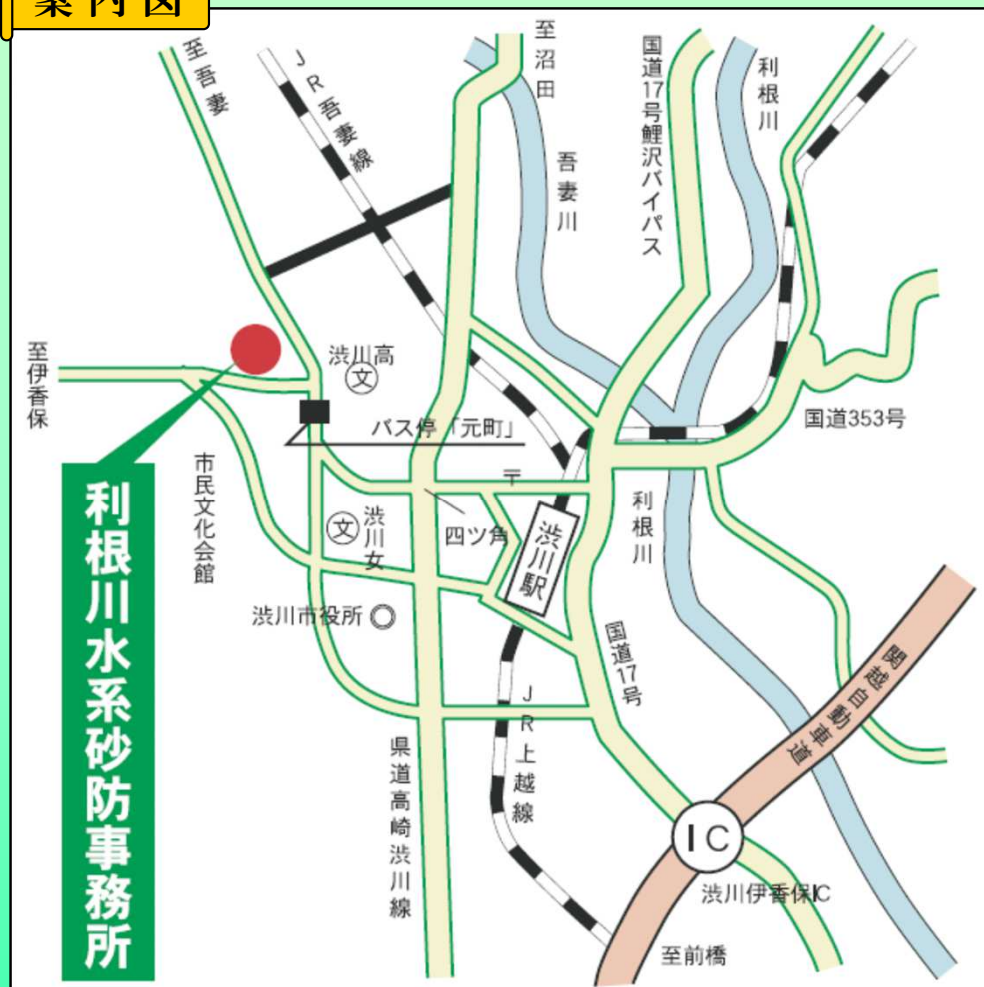 案内図
至吾妻
JR吾妻線
至沼田
吾妻川
国道17号鯉沢バイパス
利根川
至伊香保
渋川高
文
バス停「元町」
国道353号
市民文化会館
〒
文
渋川女
四ツ角
渋川駅
利根川
渋川市役所
国道17号
関越自動車道
JR上越線
県道高崎渋川線
IC
渋川伊香保IC
至前橋
利根川水系砂防事務所